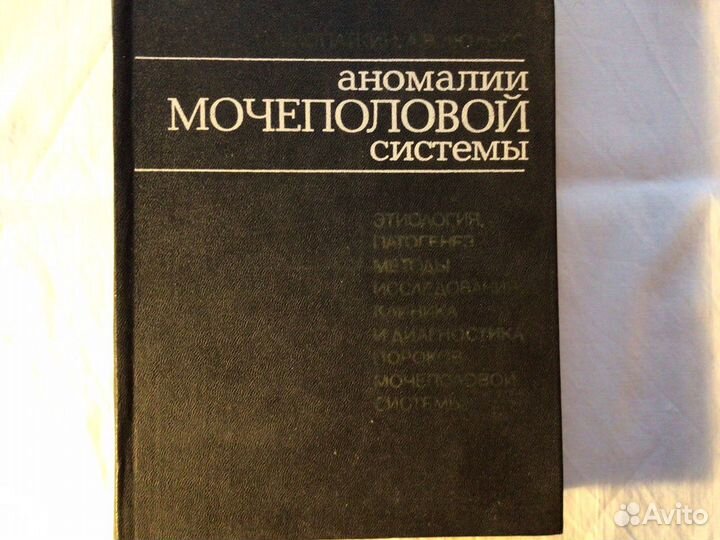 аномалии
МОЧЕПОЛОВОЙ
системы
ЭТИОЛОГИЯ,
ПАТОГЕНЕЗ
МЕТОДЫ
ИССЛЕДОВАНИЯ
КЛИНИКА
И ДИАГНОСТИКА
ПОРОКОВ
МОЧЕПОЛОВОЙ
СИСТЕМЫ
Avito